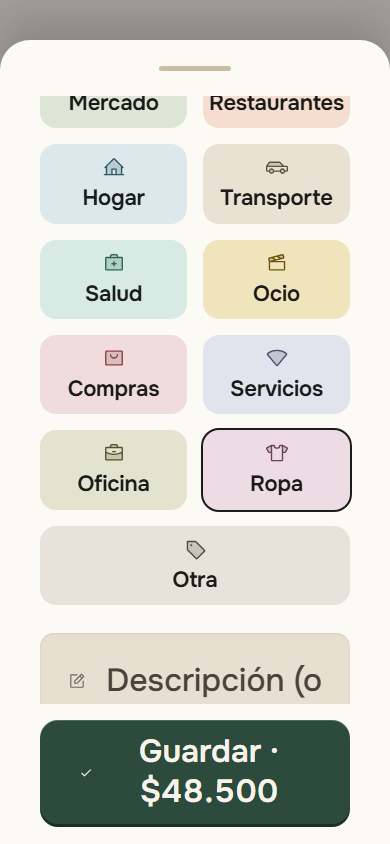 Mercado
Restaurantes
Hogar
Transporte
Salud
Ocio
Compras
Servicios
Oficina
Ropa
Otra
Descripción (o
Guardar ·
$48.500